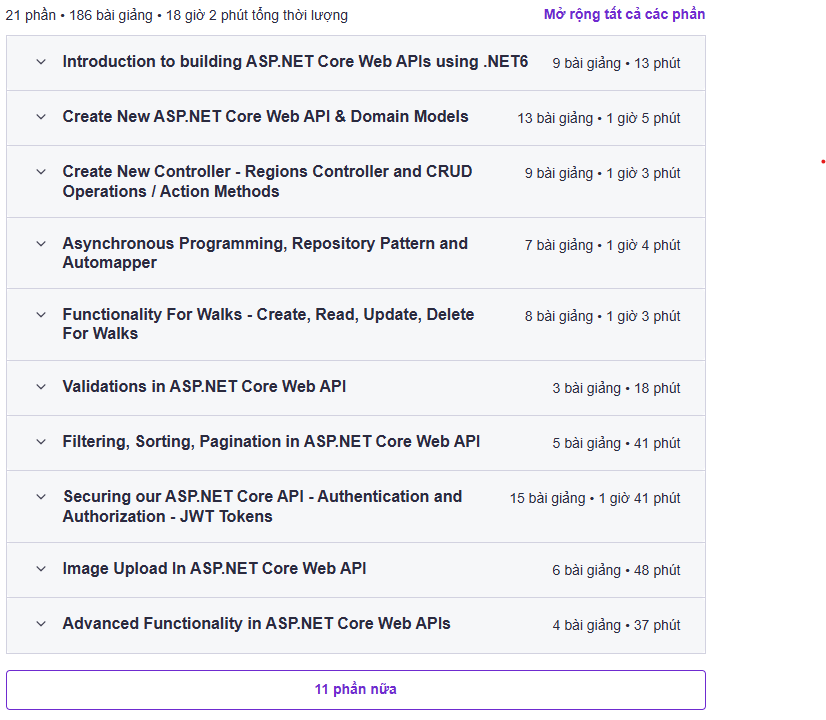 21 phần • 186 bài giảng • 18 giờ 2 phút tổng thời lượng
Mở rộng tất cả các phần
Introduction to building ASP.NET Core Web APIs using .NET6
9 bài giảng • 13 phút
Create New ASP.NET Core Web API & Domain Models
13 bài giảng • 1 giờ 5 phút
Create New Controller - Regions Controller and CRUD
Operations / Action Methods
9 bài giảng • 1 giờ 3 phút
Asynchronous Programming, Repository Pattern and
Automapper
7 bài giảng • 1 giờ 4 phút
Functionality For Walks - Create, Read, Update, Delete
For Walks
8 bài giảng • 1 giờ 3 phút
Validations in ASP.NET Core Web API
3 bài giảng • 18 phút
Filtering, Sorting, Pagination in ASP.NET Core Web API
5 bài giảng • 41 phút
Securing our ASP.NET Core API - Authentication and
Authorization - JWT Tokens
15 bài giảng • 1 giờ 41 phút
Image Upload In ASP.NET Core Web API
6 bài giảng • 48 phút
Advanced Functionality in ASP.NET Core Web APIs
4 bài giảng • 37 phút
11 phần nữa